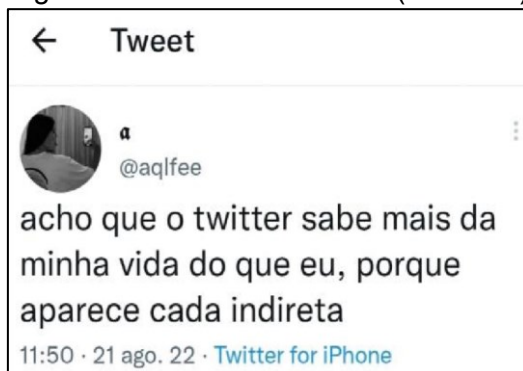 ← Tweet
a
@aqlfee
acho que o twitter sabe mais da
minha vida do que eu, porque
aparece cada indireta
11:50 · 21 ago. 22 · Twitter for iPhone